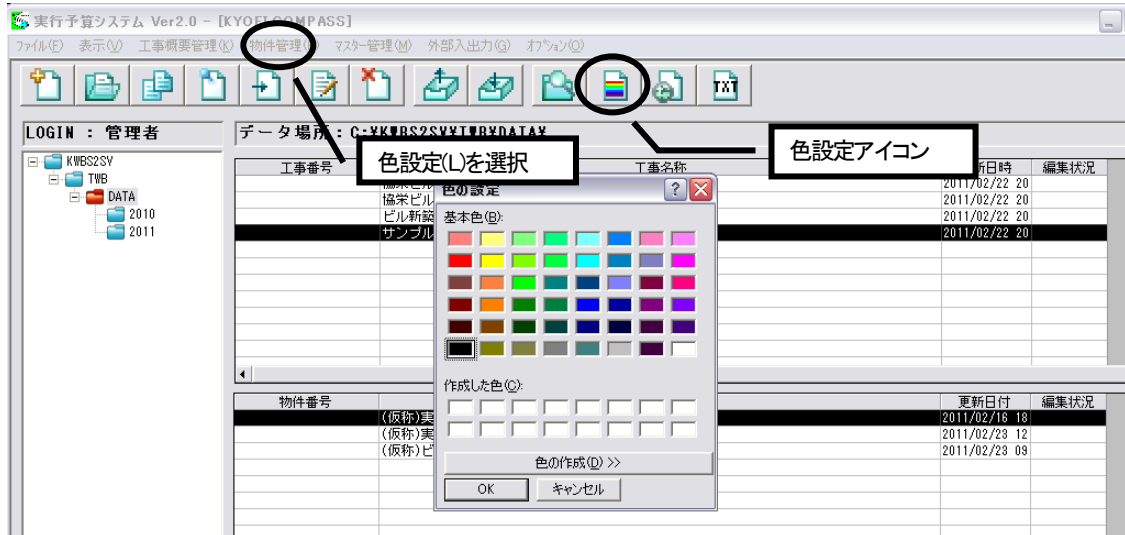 実行予算システム Ver2.0 - [KYOEI COMPASS]
ファイル(F) 表示(V) 工事概要管理(K) 物件管理 マスター管理(M) 外部入出力(G) オプション(O)
TXT
LOGIN : 管理者
データ場所 : C:¥KWBS2SV¥TWB¥DATA¥
色設定(L)を選択
色設定アイコン
KWBS2SV
TWB
DATA
2010
2011
工事番号 工事名称 新日時 編集状況
協栄ビル 2011/02/22 20
協栄ビル 2011/02/22 20
ビル新築 2011/02/22 20
サンプル 2011/02/22 20
色の設定
基本色(B):
作成した色(C):
色の作成(D) >>
OK キャンセル
物件番号 更新日付 編集状況
(仮称)実 2011/02/16 18
(仮称)実 2011/02/23 12
(仮称)ビ 2011/02/23 09